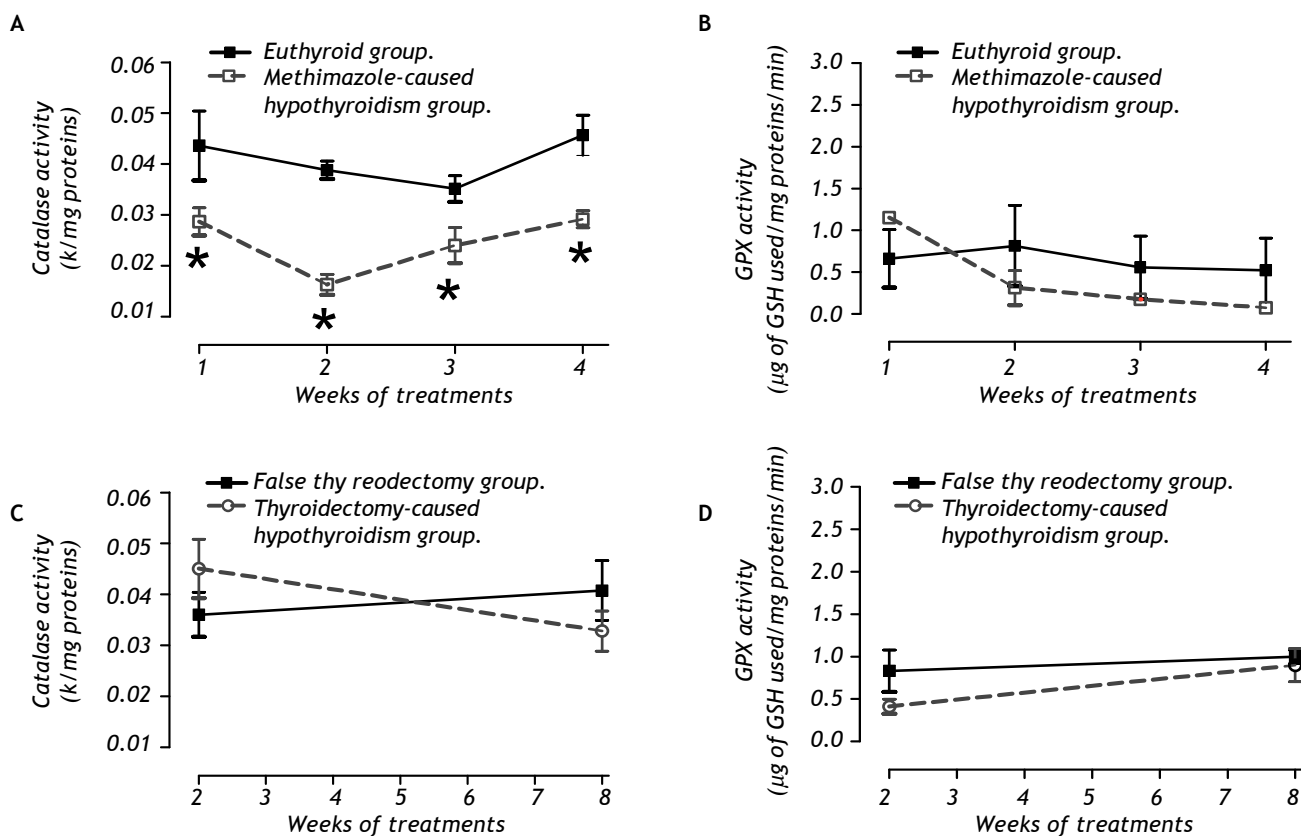 A
Euthyroid group.
Methimazole-caused
hypothyroidism group.
Catalase activity
(k/mg proteins)
0.06
0.05
0.04
0.03
0.02
0.01
* * * *
1 2 3 4
Weeks of treatments
B
Euthyroid group.
Methimazole-caused
hypothyroidism group.
GPX activity
(µg of GSH used/mg proteins/min)
3.0
2.5
2.0
1.5
1.0
0.5
0.0
1 2 3 4
Weeks of treatments
C
False thy reodectomy group.
Thyroidectomy-caused
hypothyroidism group.
Catalase activity
(k/mg proteins)
0.06
0.05
0.04
0.03
0.02
0.01
2 3 4 5 6 7 8
Weeks of treatments
D
False thy reodectomy group.
Thyroidectomy-caused
hypothyroidism group.
GPX activity
(µg of GSH used/mg proteins/min)
3.0
2.5
2.0
1.5
1.0
0.5
0.0
2 3 4 5 6 7 8
Weeks of treatments